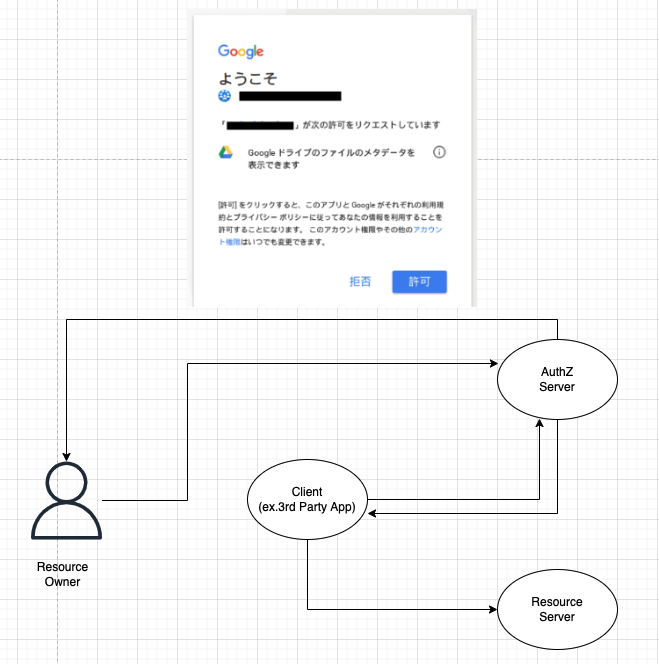 Google
ようこそ
「」が次の許可をリクエストしています
Google ドライブのファイルのメタデータを
表示できます
[許可] をクリックすると、このアプリと Google がそれぞれの利用規
約とプライバシー ポリシーに従ってあなたの情報を利用することを
許可することになります。 このアカウント権限やその他のアカウン
ト権限はいつでも変更できます。
拒否
許可
AuthZ
Server
Client
(ex.3rd Party App)
Resource
Owner
Resource
Server